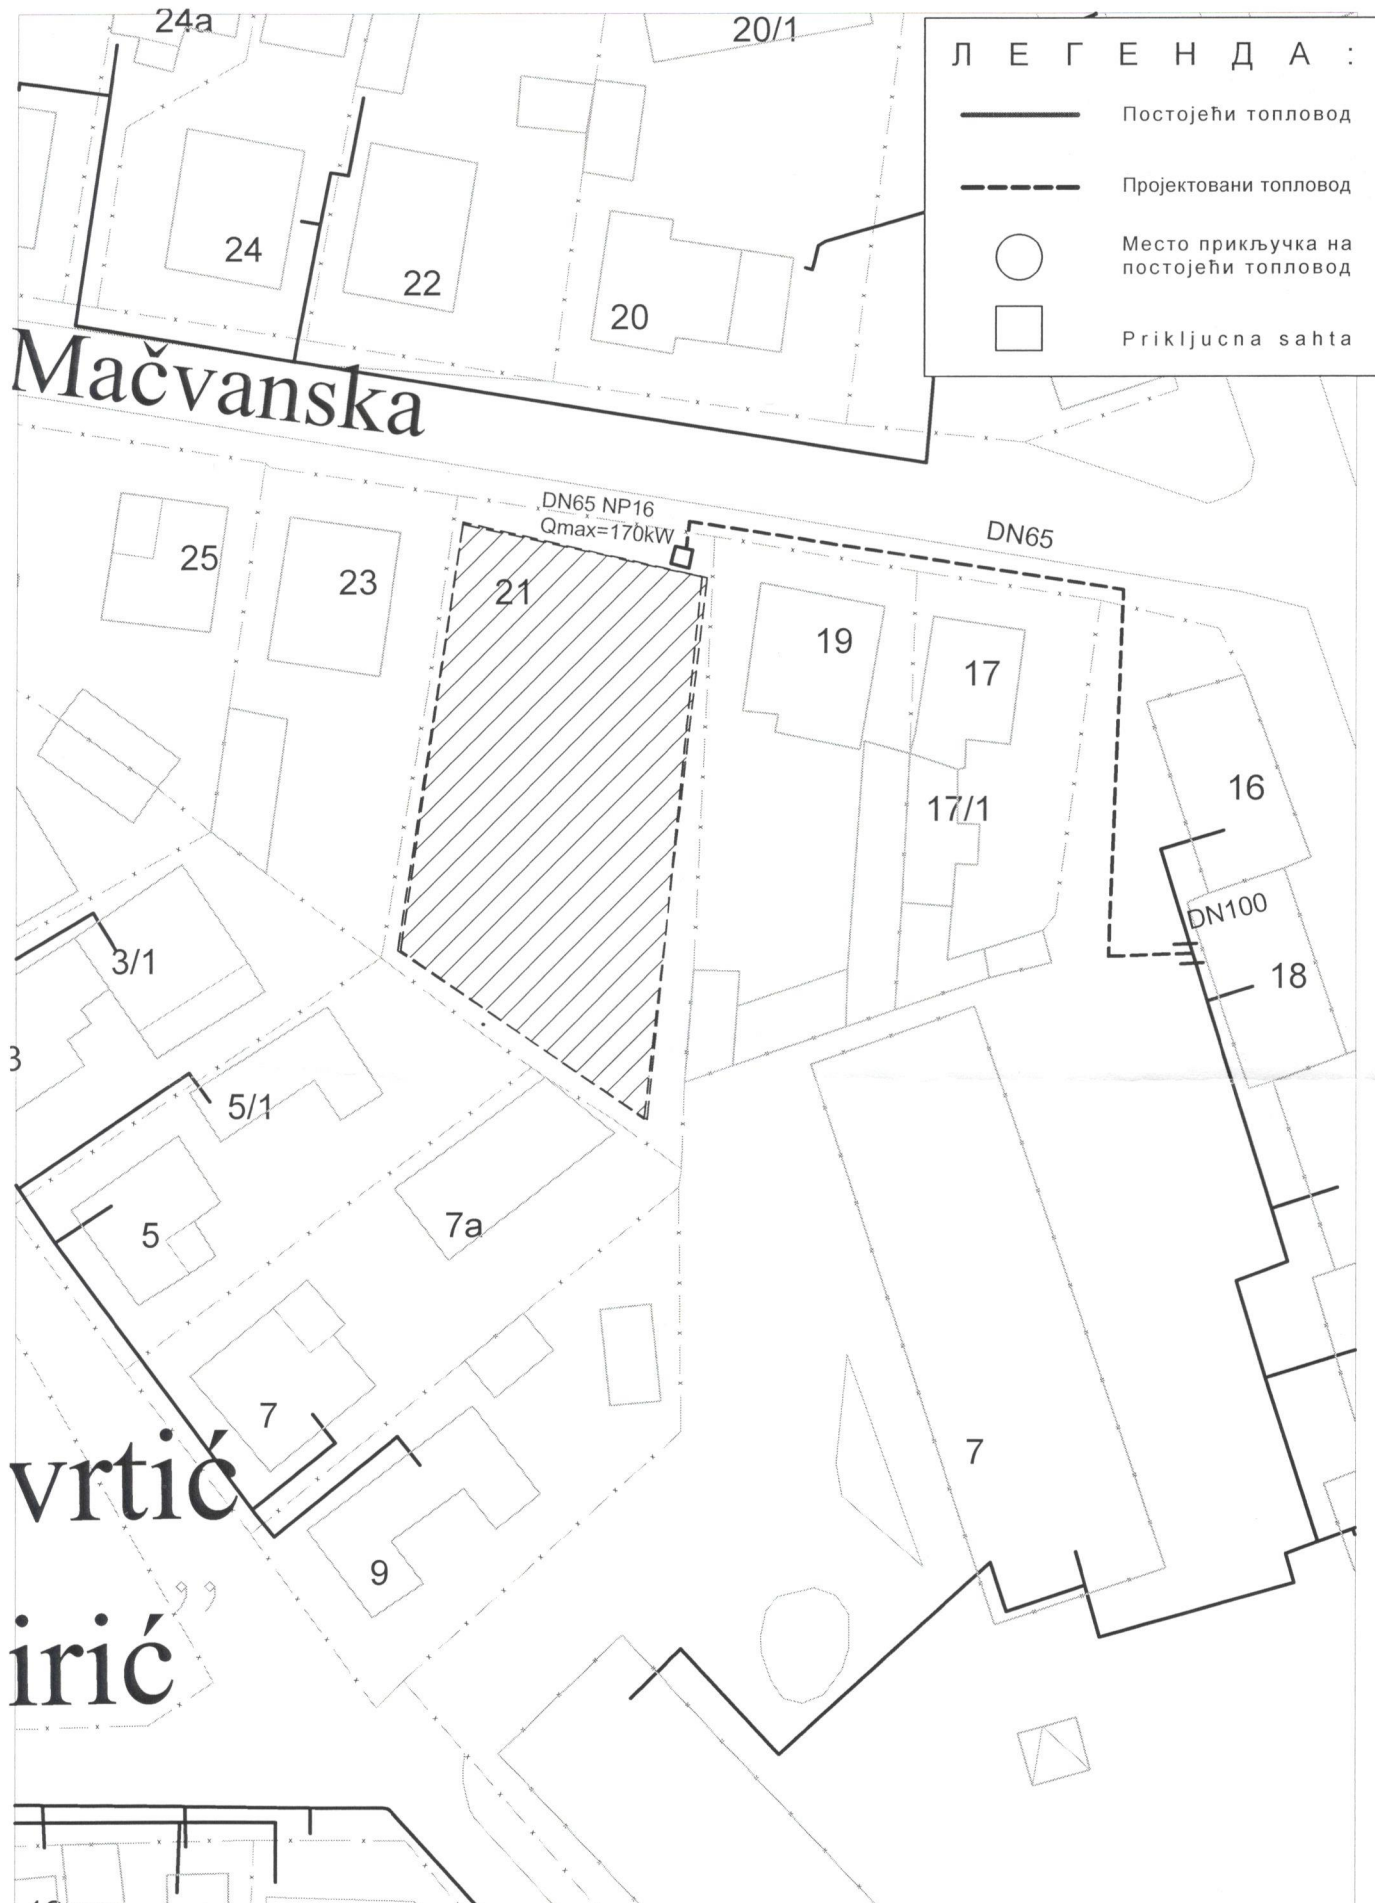 24a
20/1
Л Е Г Е Н Д А :
Постојећи топловод
Пројектовани топловод
Место прикључка на
постојећи топловод
Prikljucna sahta
24
22
20
Mačvanska
DN65 NP16
Qmax=170kW
DN65
25
23
21
19
17
16
17/1
DN100
3/1
18
3
5/1
5
7a
7
7
vrtić
9
irić